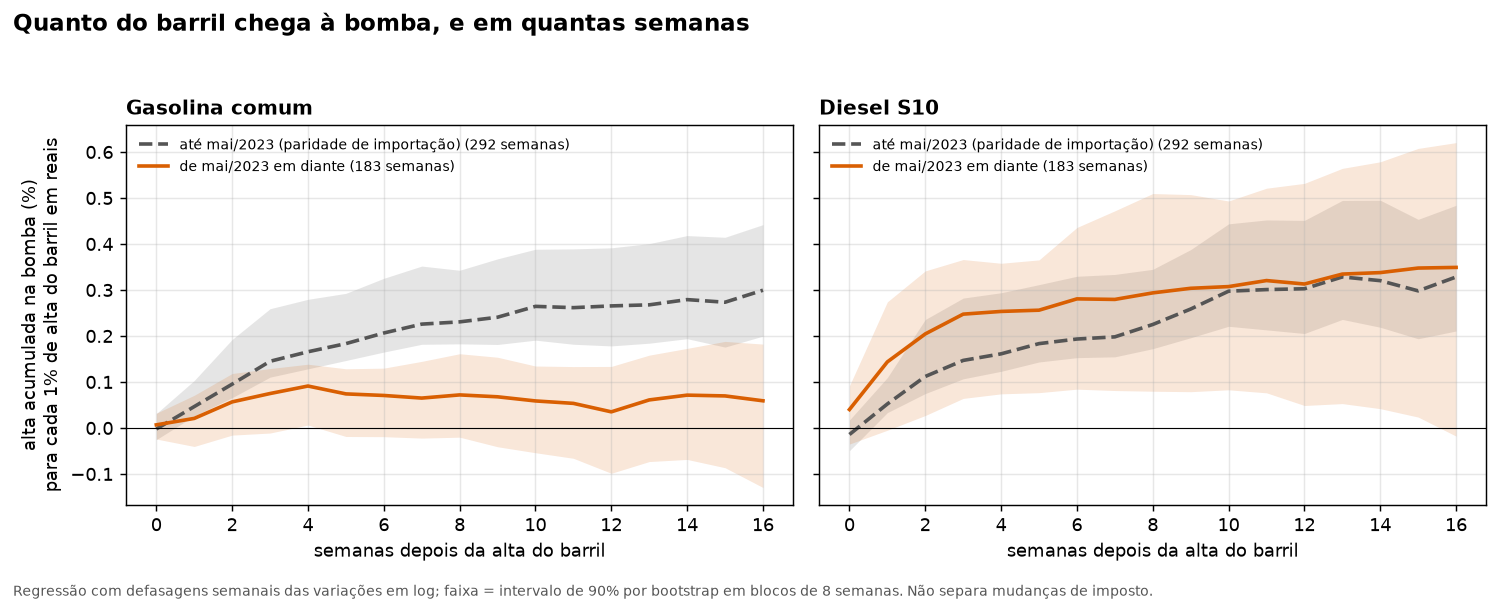 Quanto do barril chega à bomba, e em quantas semanas
Gasolina comum
alta acumulada na bomba (%)
para cada 1% de alta do barril em reais
0.6
0.5
0.4
0.3
0.2
0.1
0.0
−0.1
até mai/2023 (paridade de importação) (292 semanas)
de mai/2023 em diante (183 semanas)
0 2 4 6 8 10 12 14 16
semanas depois da alta do barril
Diesel S10
até mai/2023 (paridade de importação) (292 semanas)
de mai/2023 em diante (183 semanas)
0 2 4 6 8 10 12 14 16
semanas depois da alta do barril
Regressão com defasagens semanais das variações em log; faixa = intervalo de 90% por bootstrap em blocos de 8 semanas. Não separa mudanças de imposto.